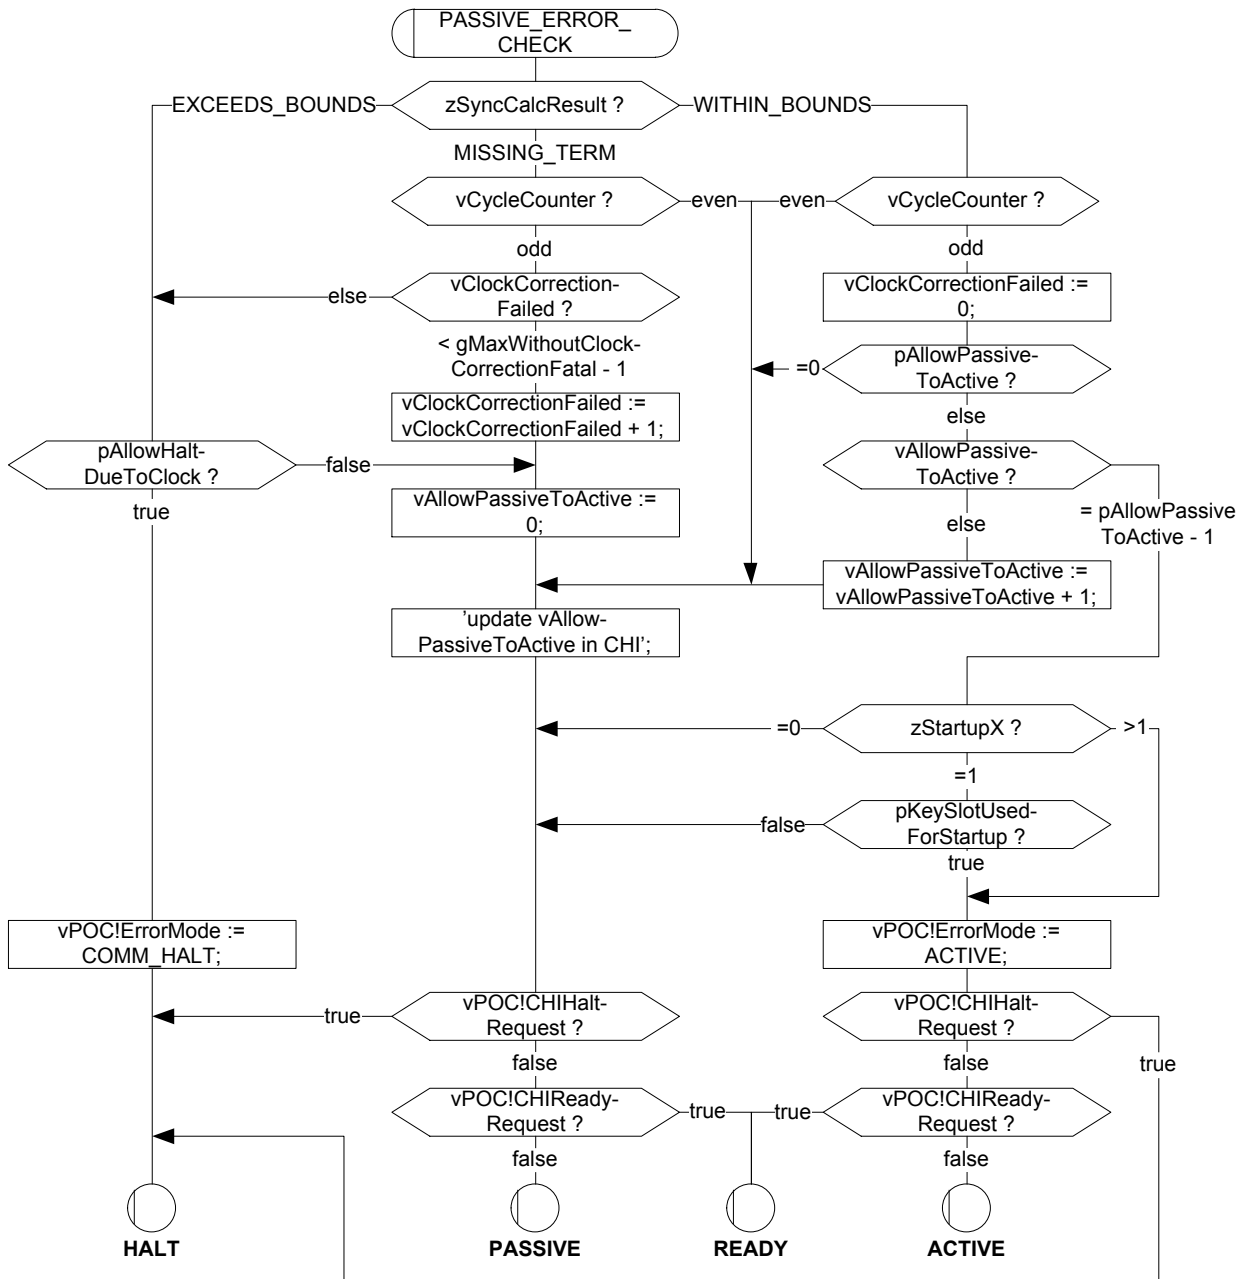 PASSIVE_ERROR_
CHECK
EXCEEDS_BOUNDS
zSyncCalcResult ?
WITHIN_BOUNDS
MISSING_TERM
vCycleCounter ?
even
even
vCycleCounter ?
odd
odd
else
vClockCorrection-
Failed ?
vClockCorrectionFailed :=
0;
< gMaxWithoutClock-
CorrectionFatal - 1
=0
pAllowPassive-
ToActive ?
vClockCorrectionFailed :=
vClockCorrectionFailed + 1;
else
pAllowHalt-
DueToClock ?
false
vAllowPassive-
ToActive ?
true
vAllowPassiveToActive :=
0;
else
= pAllowPassive
ToActive - 1
vAllowPassiveToActive :=
vAllowPassiveToActive + 1;
'update vAllow-
PassiveToActive in CHI';
=0
zStartupX ?
>1
=1
false
pKeySlotUsed-
ForStartup ?
true
vPOC!ErrorMode :=
COMM_HALT;
vPOC!ErrorMode :=
ACTIVE;
true
vPOC!CHIHalt-
Request ?
vPOC!CHIHalt-
Request ?
false
false
true
vPOC!CHIReady-
Request ?
true
true
vPOC!CHIReady-
Request ?
false
false
HALT
PASSIVE
READY
ACTIVE